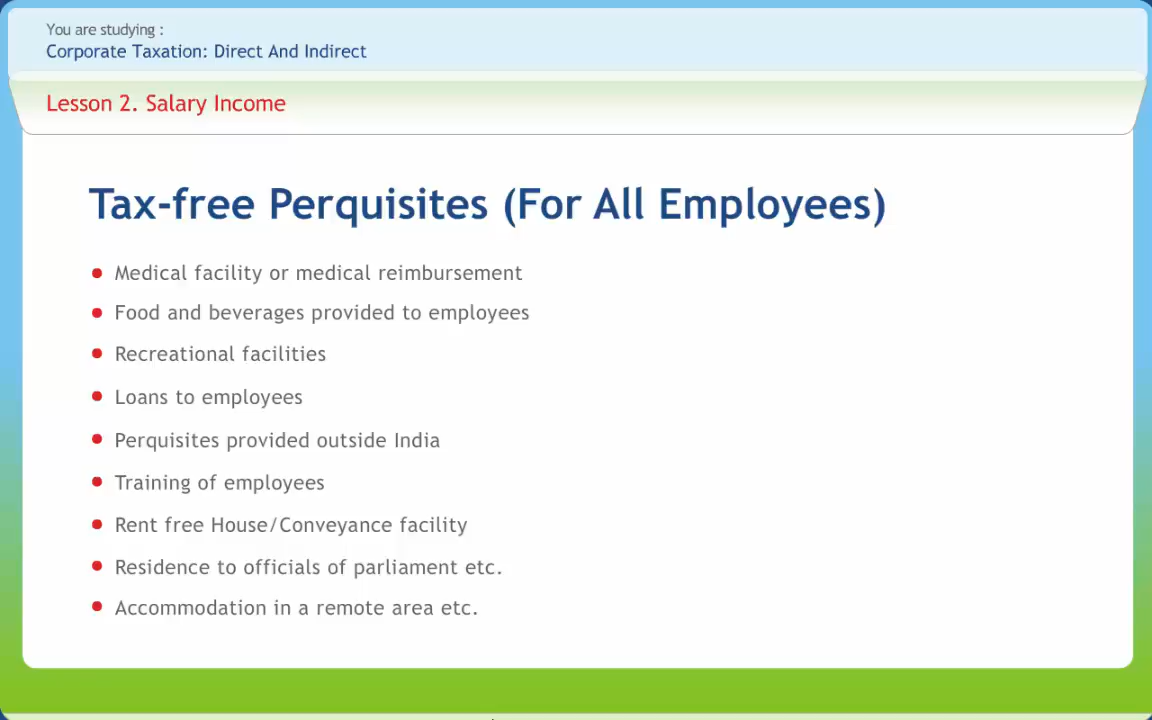 You are studying :
Corporate Taxation: Direct And Indirect
Lesson 2. Salary Income
Tax-free Perquisites (For All Employees)
Medical facility or medical reimbursement
Food and beverages provided to employees
Recreational facilities
Loans to employees
Perquisites provided outside India
Training of employees
Rent free House/Conveyance facility
Residence to officials of parliament etc.
Accommodation in a remote area etc.